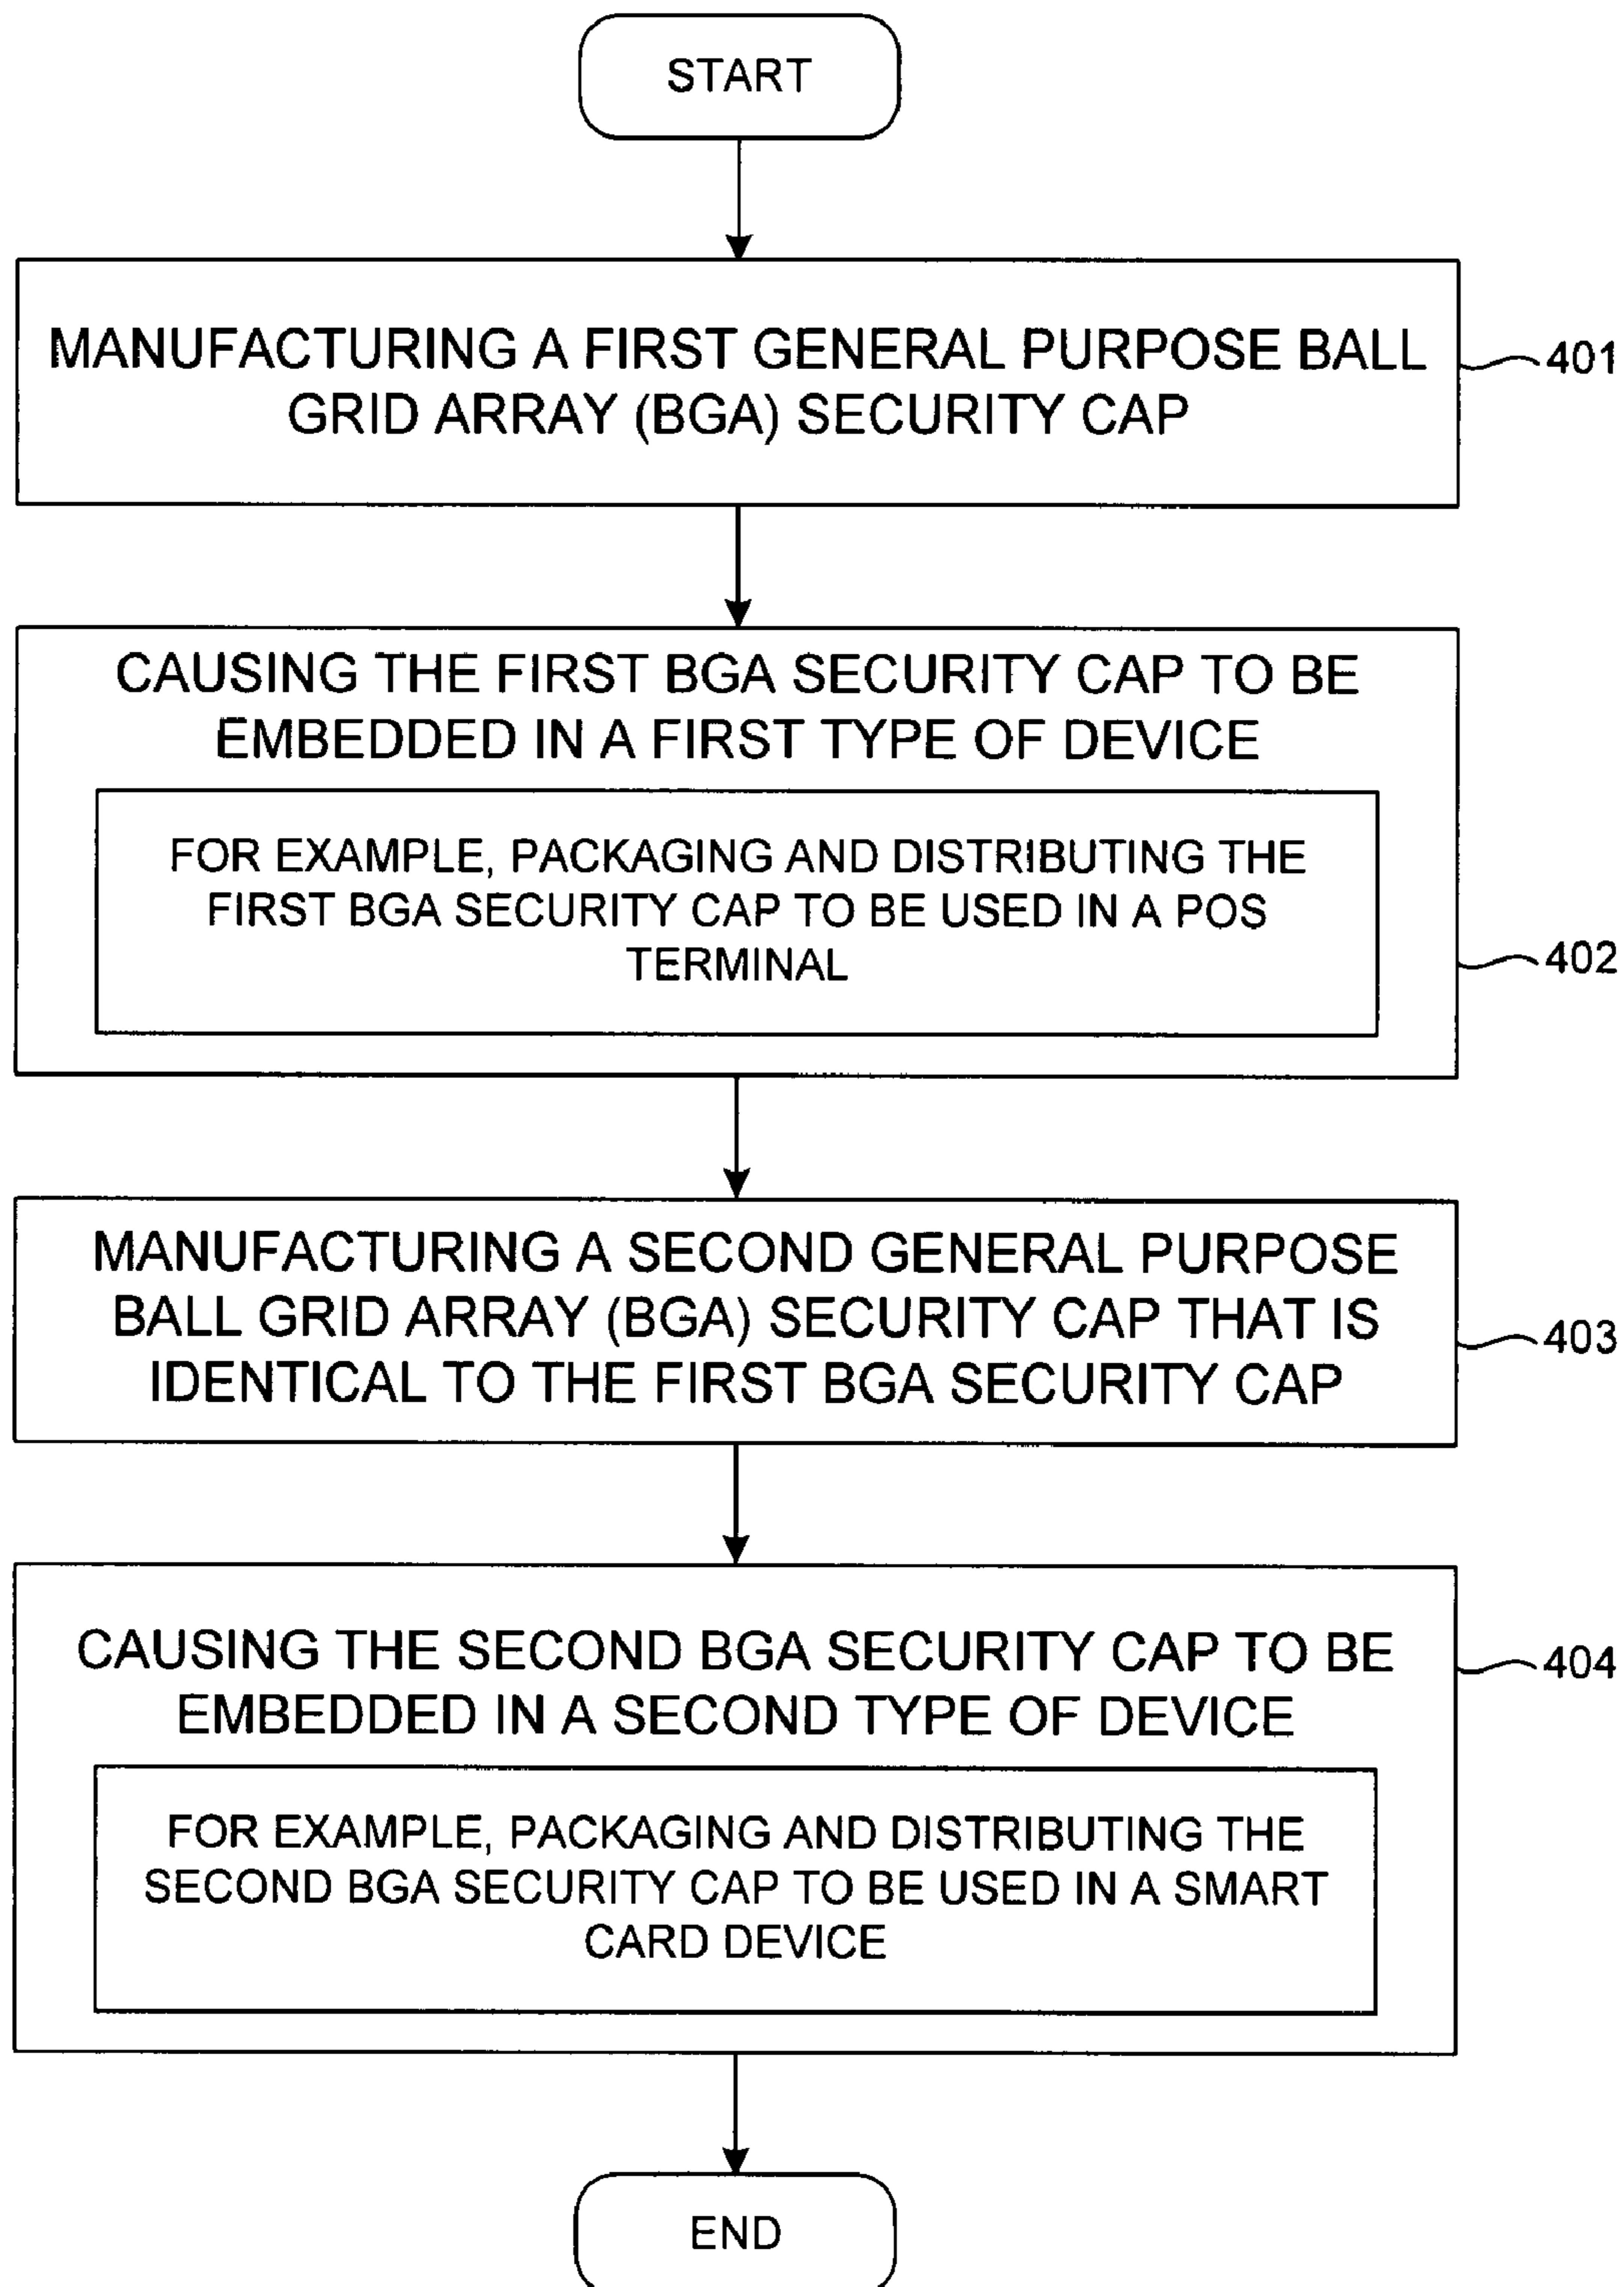 START
MANUFACTURING A FIRST GENERAL PURPOSE BALL
GRID ARRAY (BGA) SECURITY CAP
401
CAUSING THE FIRST BGA SECURITY CAP TO BE
EMBEDDED IN A FIRST TYPE OF DEVICE
FOR EXAMPLE, PACKAGING AND DISTRIBUTING THE
FIRST BGA SECURITY CAP TO BE USED IN A POS
TERMINAL
402
MANUFACTURING A SECOND GENERAL PURPOSE
BALL GRID ARRAY (BGA) SECURITY CAP THAT IS
IDENTICAL TO THE FIRST BGA SECURITY CAP
403
CAUSING THE SECOND BGA SECURITY CAP TO BE
EMBEDDED IN A SECOND TYPE OF DEVICE
404
FOR EXAMPLE, PACKAGING AND DISTRIBUTING THE
SECOND BGA SECURITY CAP TO BE USED IN A SMART
CARD DEVICE
END